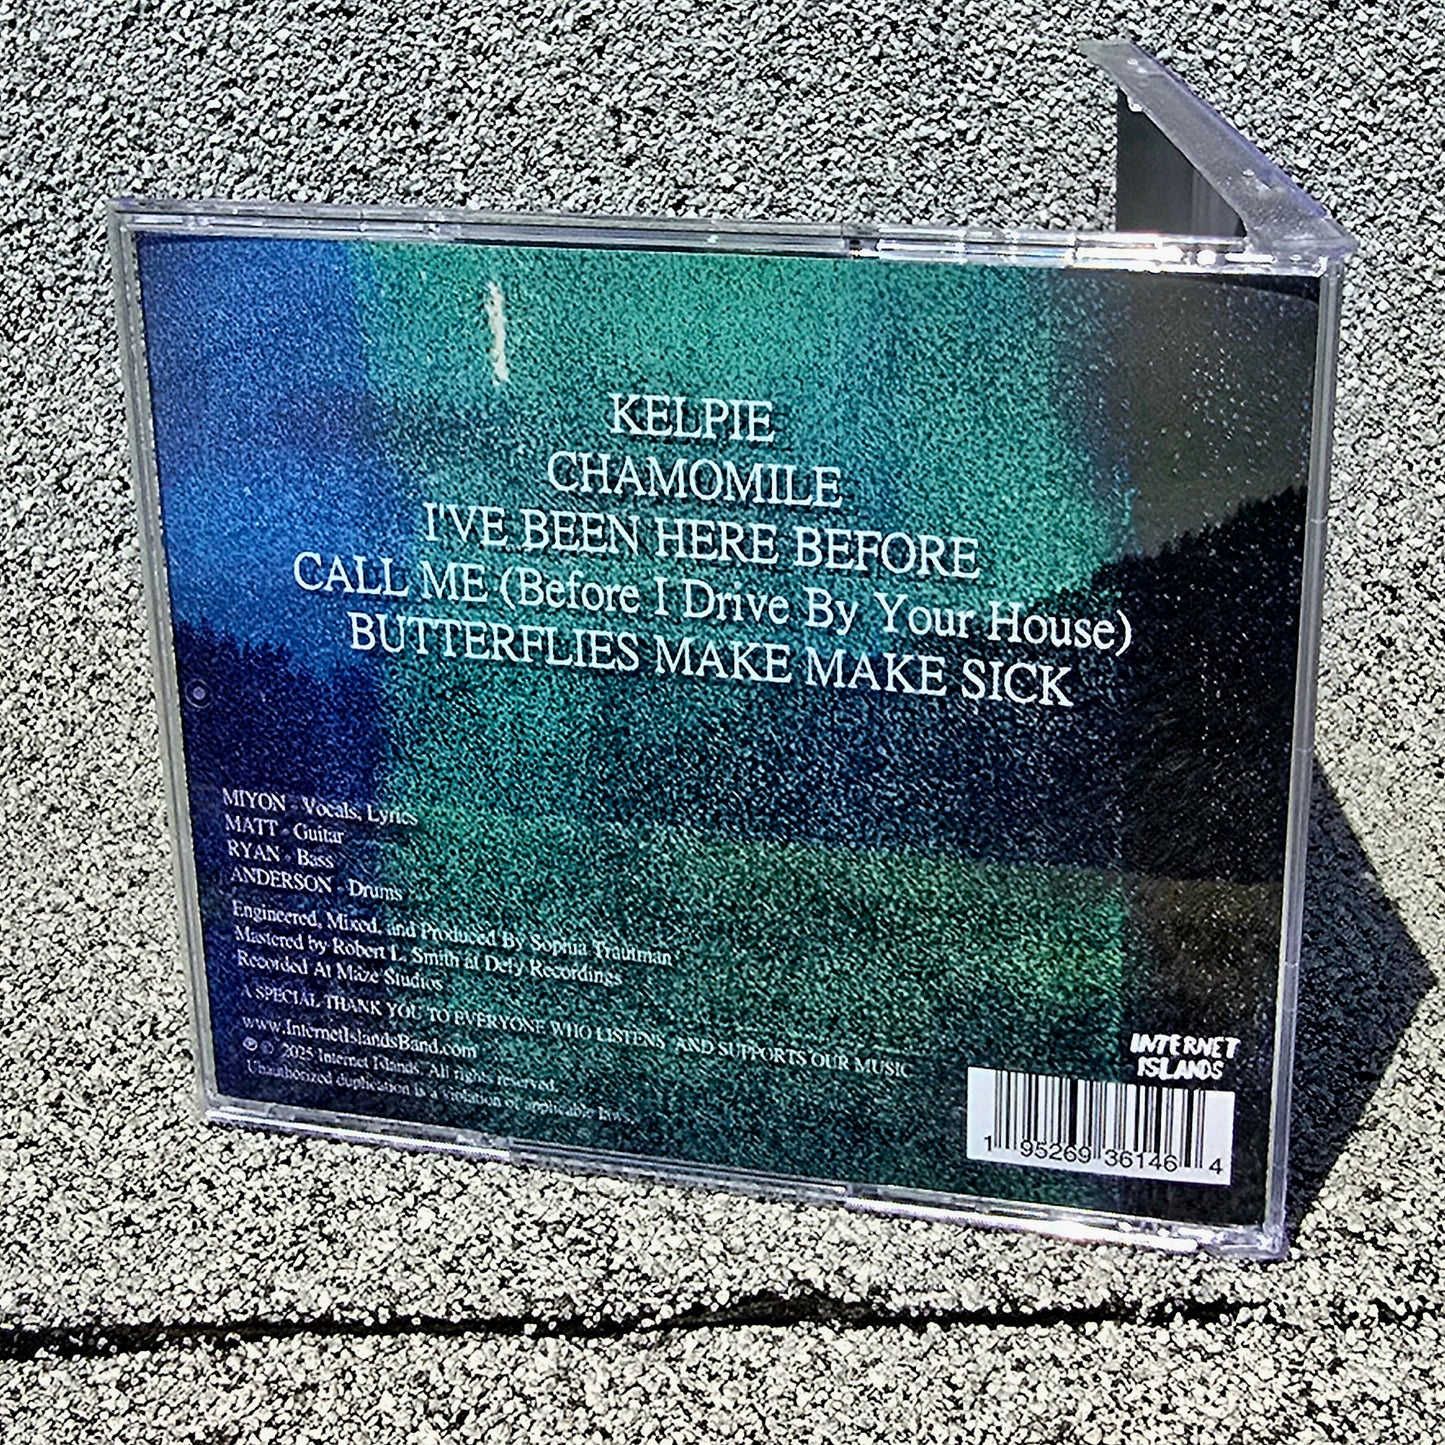 KELPIE
CHAMOMILE
I'VE BEEN HERE BEFORE
CALL ME (Before I Drive By Your House)
BUTTERFLIES MAKE MAKE SICK
MIYON - Vocals, Lyrics
MATT - Guitar
RYAN - Bass
ANDERSON - Drums
Engineered, Mixed, and Produced By Sophia Trautman
Mastered by Robert L. Smith at Defy Recordings
Recorded At Maze Studios
A SPECIAL THANK YOU TO EVERYONE WHO LISTENS AND SUPPORTS OUR MUSIC
www.InternetIslandsBand.com
℗ © 2025 Internet Islands. All rights reserved.
Unauthorized duplication is a violation of applicable laws.
INTERNET
ISLANDS
1 95269 36146 4